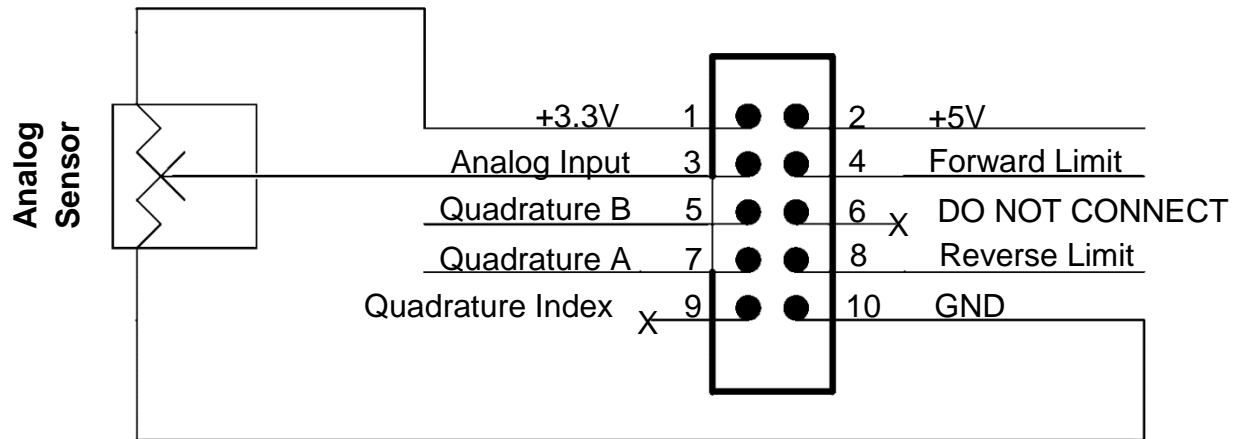 Analog
Sensor
+3.3V 1 2 +5V
Analog Input 3 4 Forward Limit
Quadrature B 5 6 X DO NOT CONNECT
Quadrature A 7 8 Reverse Limit
Quadrature Index X 9 10 GND